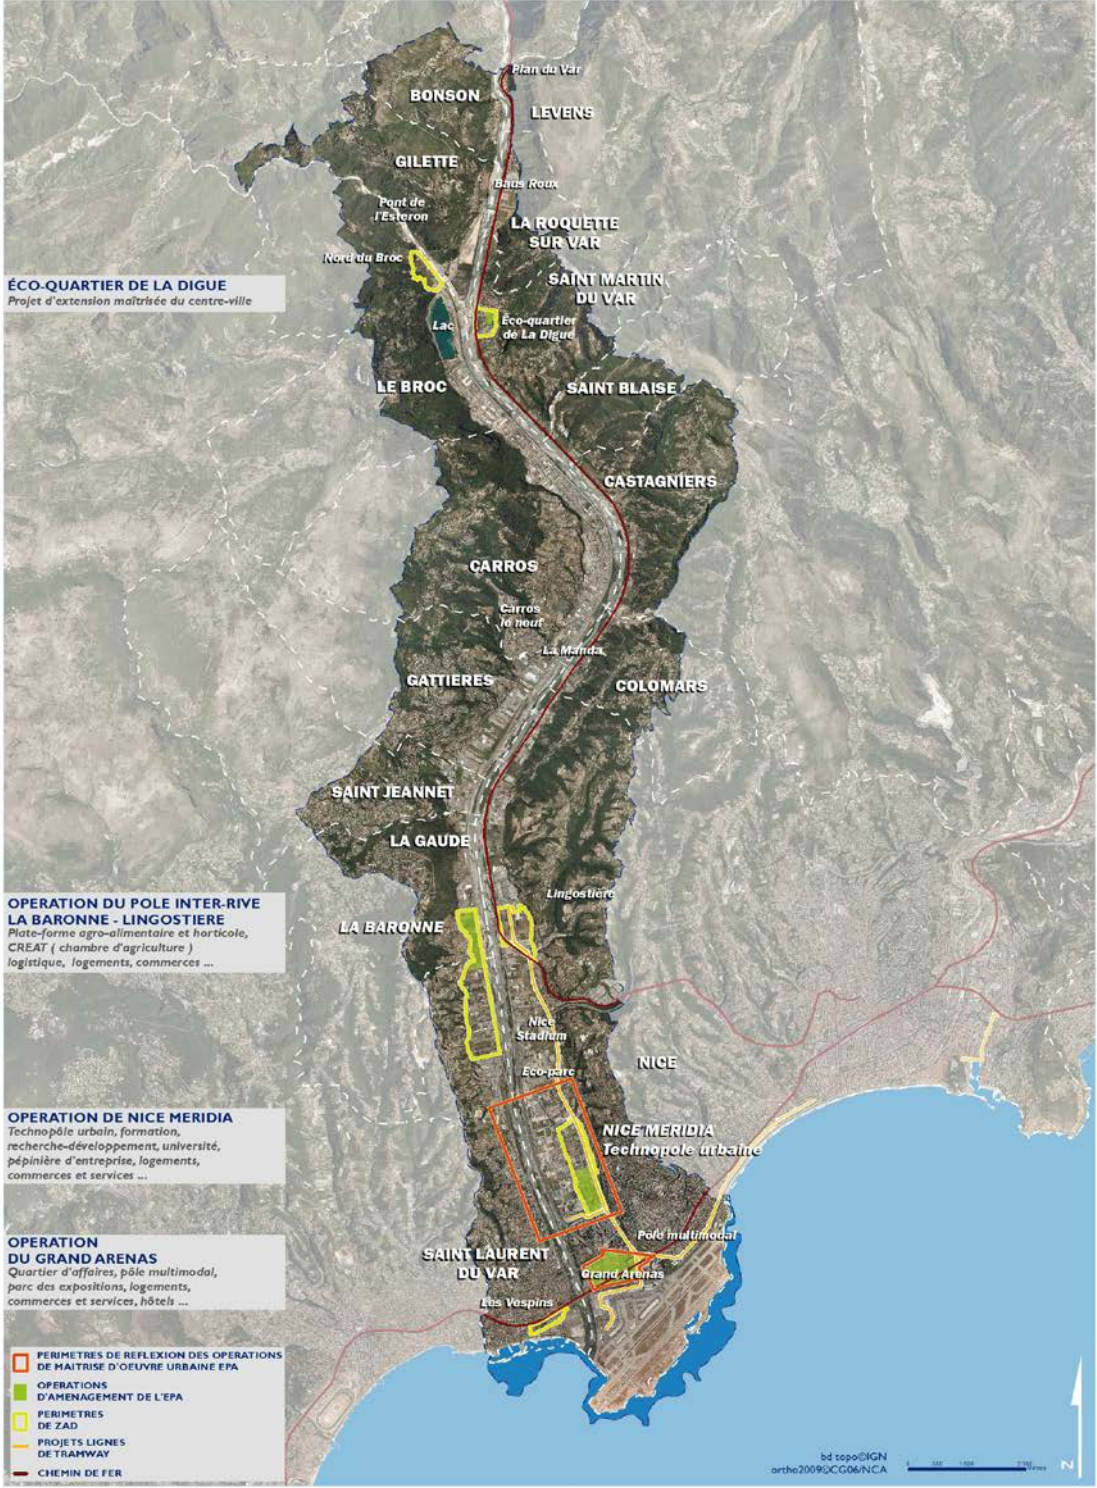 Plan du Var
BONSON
LEVENS
GILETTE
Baus Roux
Pont de
l'Esteron
LA ROQUETTE
SUR VAR
Nord du Broc
SAINT MARTIN
DU VAR
ÉCO-QUARTIER DE LA DIGUE
Projet d'extension maîtrisée du centre-ville
Lac
Éco-quartier
de La Digue
LE BROC
SAINT BLAISE
CASTAGNIERS
CARROS
Carros
le neuf
La Manda
GATTIERES
COLOMARS
SAINT JEANNET
LA GAUDE
Lingostière
OPERATION DU POLE INTER-RIVE
LA BARONNE - LINGOSTIERE
Plate-forme agro-alimentaire et horticole,
CREAT ( chambre d'agriculture )
logistique, logements, commerces ...
LA BARONNE
Nice
Stadium
NICE
Eco-parc
OPERATION DE NICE MERIDIA
Technopôle urbain, formation,
recherche-développement, université,
pépinière d'entreprise, logements,
commerces et services ...
NICE MERIDIA
Technopole urbaine
Pôle multimodal
OPERATION
DU GRAND ARENAS
Quartier d'affaires, pôle multimodal,
parc des expositions, logements,
commerces et services, hôtels ...
SAINT LAURENT
DU VAR
Grand Arenas
Les Vespins
PERIMETRES DE REFLEXION DES OPERATIONS
DE MAITRISE D'OEUVRE URBAINE EPA
OPERATIONS
D'AMENAGEMENT DE L'EPA
PERIMETRES
DE ZAD
PROJETS LIGNES
DE TRAMWAY
CHEMIN DE FER
bd topo©IGN
ortho2009©CG06/NCA
0
N